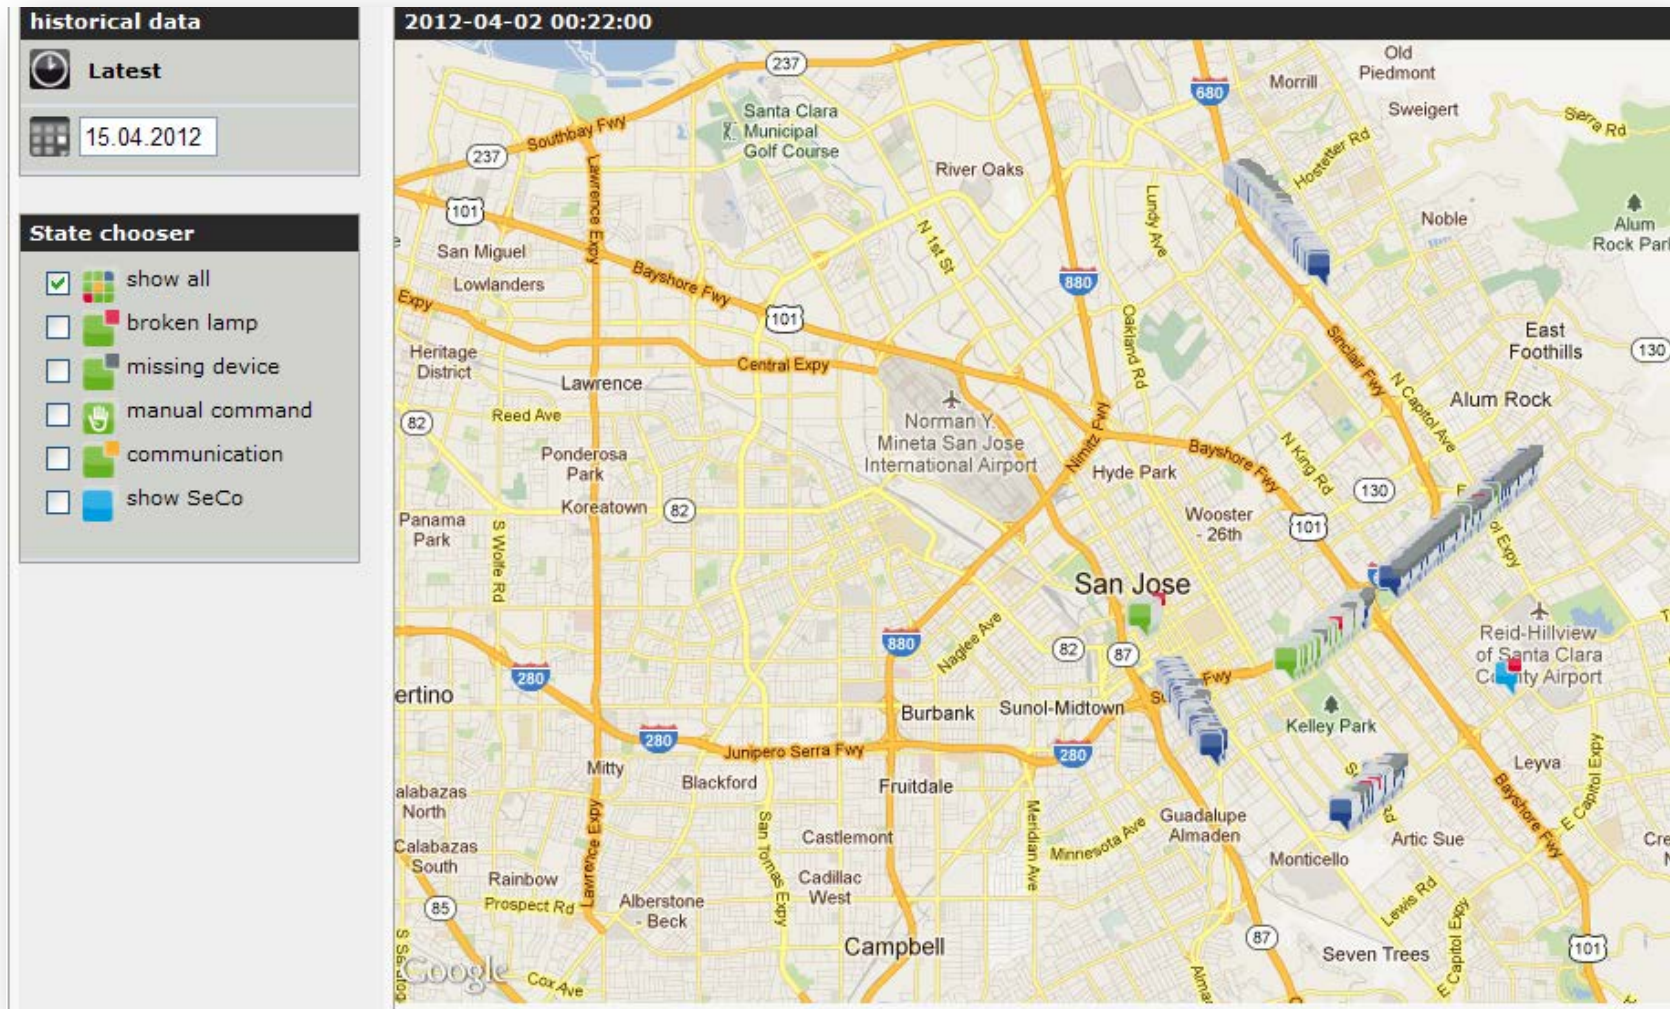 historical data
Latest
15.04.2012
State chooser
show all
broken lamp
missing device
manual command
communication
show SeCo
2012-04-02 00:22:00
237
Old
Piedmont
Morrill
680
Sweigert
Sierra Rd
Santa Clara
Municipal
Golf Course
Southbay Fwy
237
Hostetter Rd
River Oaks
Lawrence Expy
Lundy Ave
101
Noble
Alum
Rock Park
N 1st St
San Miguel
Lowlanders
Bayshore Fwy
880
Expy
101
Oakland Rd
East
Foothills
130
Sinclair Fwy
Heritage
District
Central Expy
Lawrence
N Capitol Ave
Alum Rock
82
Reed Ave
Norman Y.
Mineta San Jose
International Airport
Nimitz Fwy
Ponderosa
Park
Bayshore Fwy
N King Rd
Hyde Park
130
Koreatown
82
Panama
Park
S Wolfe Rd
Wooster
- 26th
101
ol Expy
San Jose
Reid-Hillview
of Santa Clara
County Airport
880
Naglee Ave
82
87
280
Fwy
ertino
Burbank
Sunol-Midtown
Kelley Park
280
Junipero Serra Fwy
280
Mitty
Blackford
Fruitdale
Leyva
Bayshore Fwy
E Capitol Expy
alabazas
North
Rd
Guadalupe
Almaden
Artic Sue
Cre
Calabazas
South
Lawrence Expy
San Tomas Expy
Castlemont
Meridian Ave
Minnesota Ave
Monticello
Rainbow
Prospect Rd
Cadillac
West
85
Alberstone
- Beck
Lewis Rd
E Capitol Expy
Campbell
87
Seven Trees
101
Google
Cox Ave
Alma